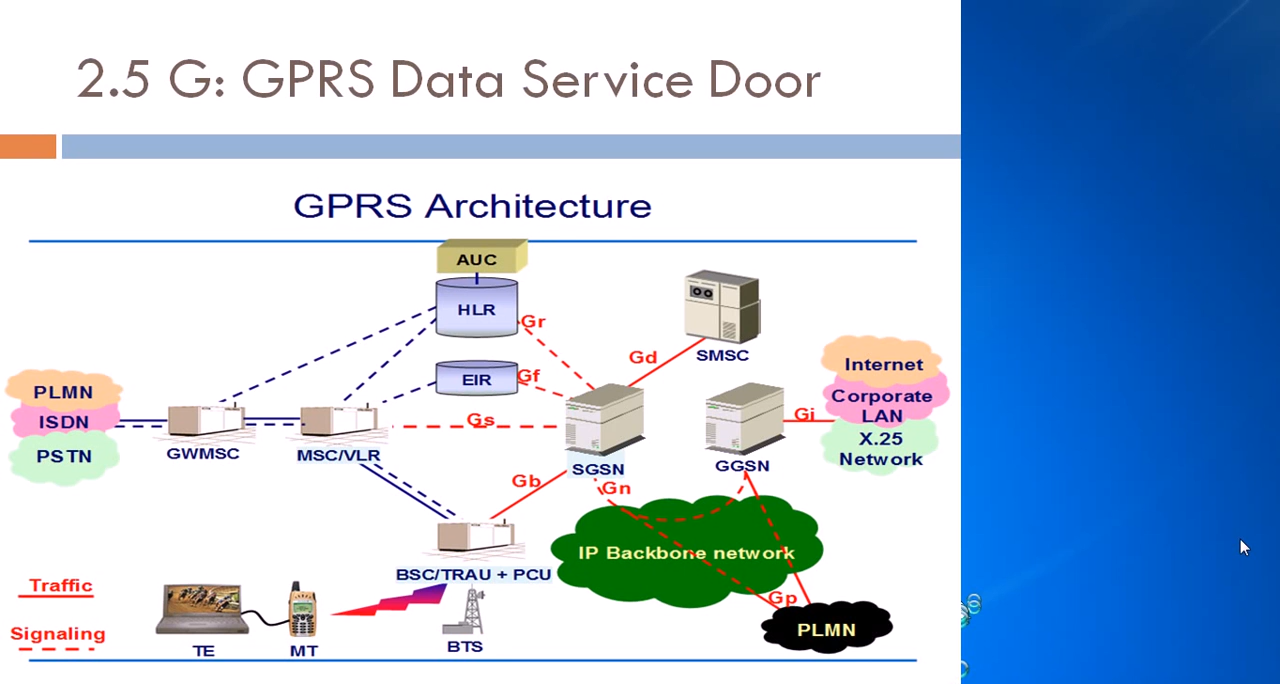 2.5 G: GPRS Data Service Door
GPRS Architecture
AUC
HLR
Gr
EIR
Gf
Gd
SMSC
PLMN
ISDN
PSTN
GWMSC
MSC/VLR
Gs
SGSN
GGSN
Gi
Internet
Corporate
LAN
X.25
Network
Gb
Gn
IP Backbone network
BSC/TRAU + PCU
Traffic
Signaling
TE
MT
BTS
Gp
PLMN